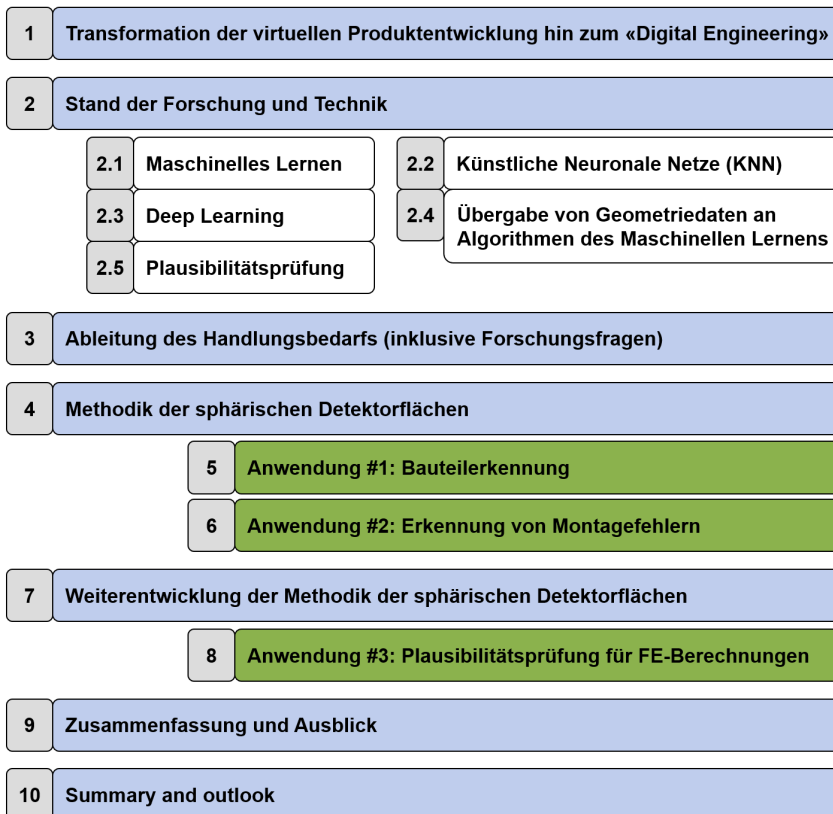 1 Transformation der virtuellen Produktentwicklung hin zum «Digital Engineering»
2 Stand der Forschung und Technik
2.1 Maschinelles Lernen
2.2 Künstliche Neuronale Netze (KNN)
2.3 Deep Learning
2.4 Übergabe von Geometriedaten an
Algorithmen des Maschinellen Lernens
2.5 Plausibilitätsprüfung
3 Ableitung des Handlungsbedarfs (inklusive Forschungsfragen)
4 Methodik der sphärischen Detektorflächen
5 Anwendung #1: Bauteilerkennung
6 Anwendung #2: Erkennung von Montagefehlern
7 Weiterentwicklung der Methodik der sphärischen Detektorflächen
8 Anwendung #3: Plausibilitätsprüfung für FE-Berechnungen
9 Zusammenfassung und Ausblick
10 Summary and outlook